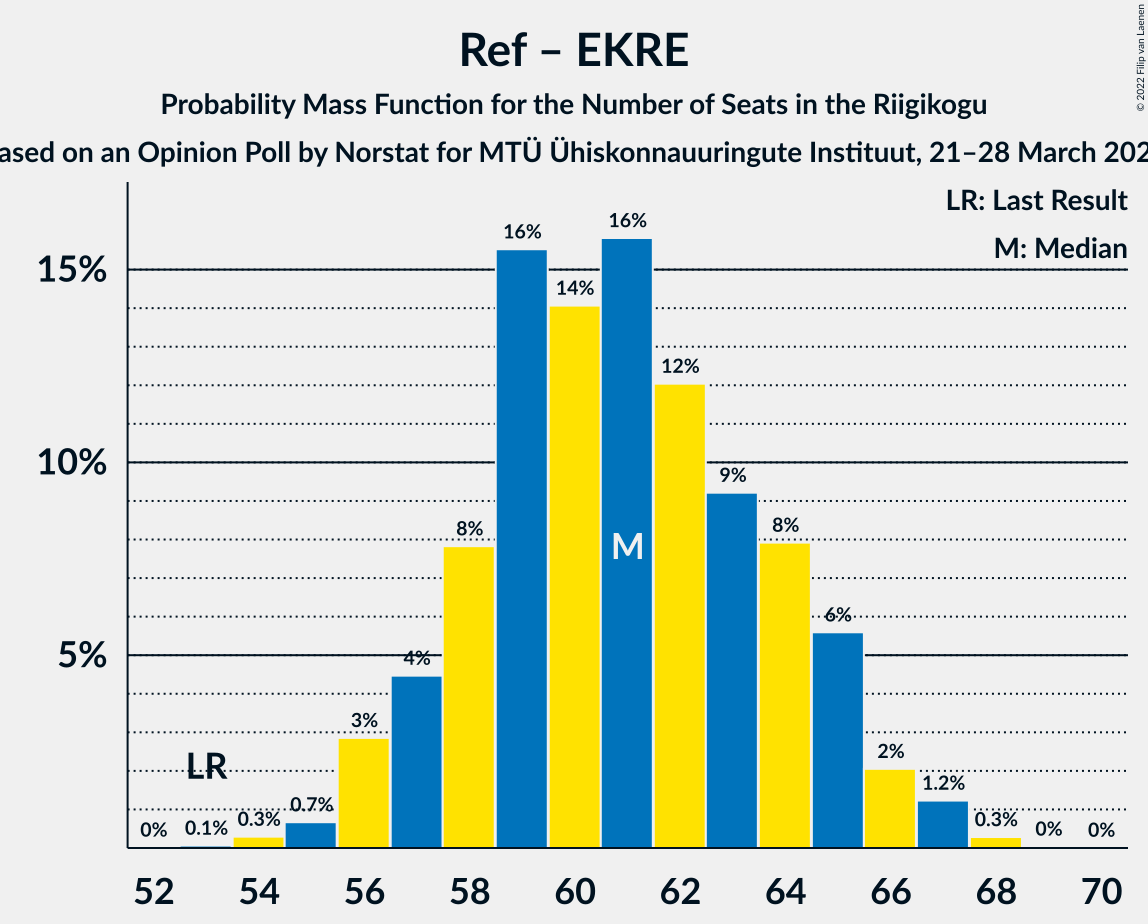 Ref – EKRE
Probability Mass Function for the Number of Seats in the Riigikogu
ased on an Opinion Poll by Norstat for MTÜ Ühiskonnauuringute Instituut, 21–28 March 202
© 2022 Filip van Laenen
LR: Last Result
M: Median
15%
10%
5%
0%
0.1%
0.3%
0.7%
3%
4%
8%
16%
14%
16%
12%
9%
8%
6%
2%
1.2%
0.3%
0%
0%
LR
M
52 54 56 58 60 62 64 66 68 70